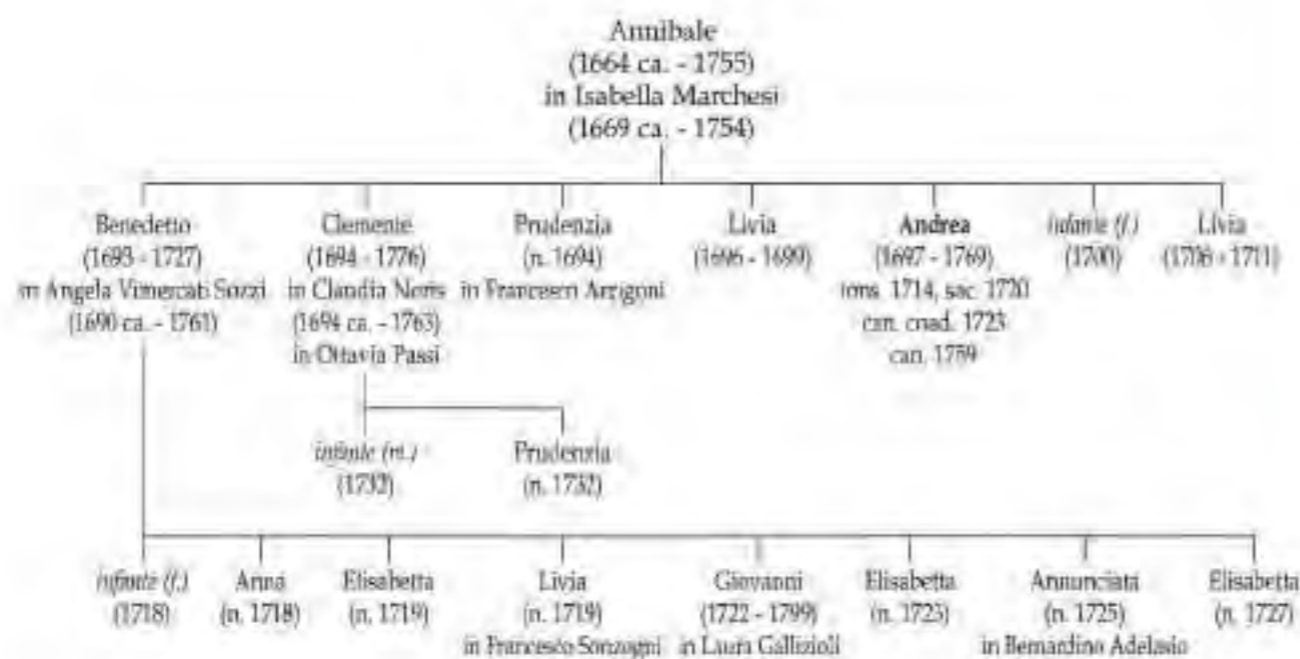 Annibale
(1664 ca. - 1755)
in Isabella Marchesi
(1669 ca. - 1754)
Benedetto
(1693 - 1727)
in Angela Vimercati Sozzi
(1690 ca. - 1761)
Clemente
(1694 - 1776)
in Claudia Noris
(1694 ca. - 1763)
in Ottavia Passi
Prudenzia
(n. 1694)
in Francesco Arrigoni
Livia
(1696 - 1699)
Andrea
(1697 - 1769)
tons. 1714, sac. 1720
can. coad. 1723
can. 1759
infante (f.)
(1700)
Livia
(1706 - 1711)
infante (m.)
(1732)
Prudenzia
(n. 1732)
infante (f.)
(1718)
Anna
(n. 1718)
Elisabetta
(n. 1719)
Livia
(n. 1719)
in Francesco Sonzogni
Giovanni
(1722 - 1799)
in Laura Gallizioli
Elisabetta
(n. 1723)
Annunciata
(n. 1725)
in Bernardino Adelasio
Elisabetta
(n. 1727)